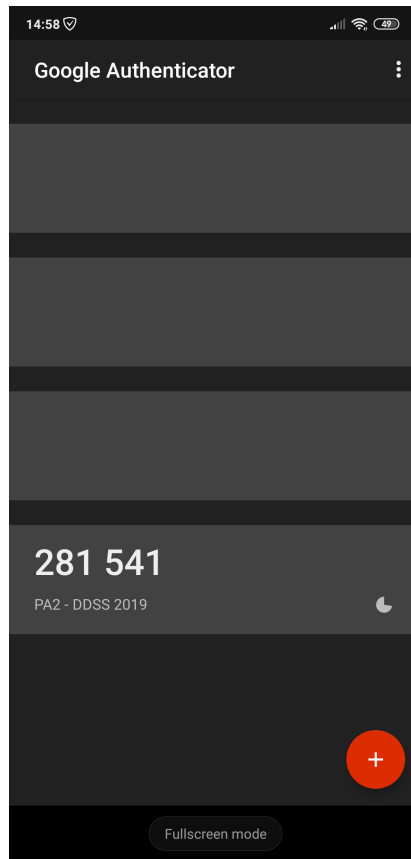 14:58
49
Google Authenticator
281 541
PA2 - DDSS 2019
+
Fullscreen mode